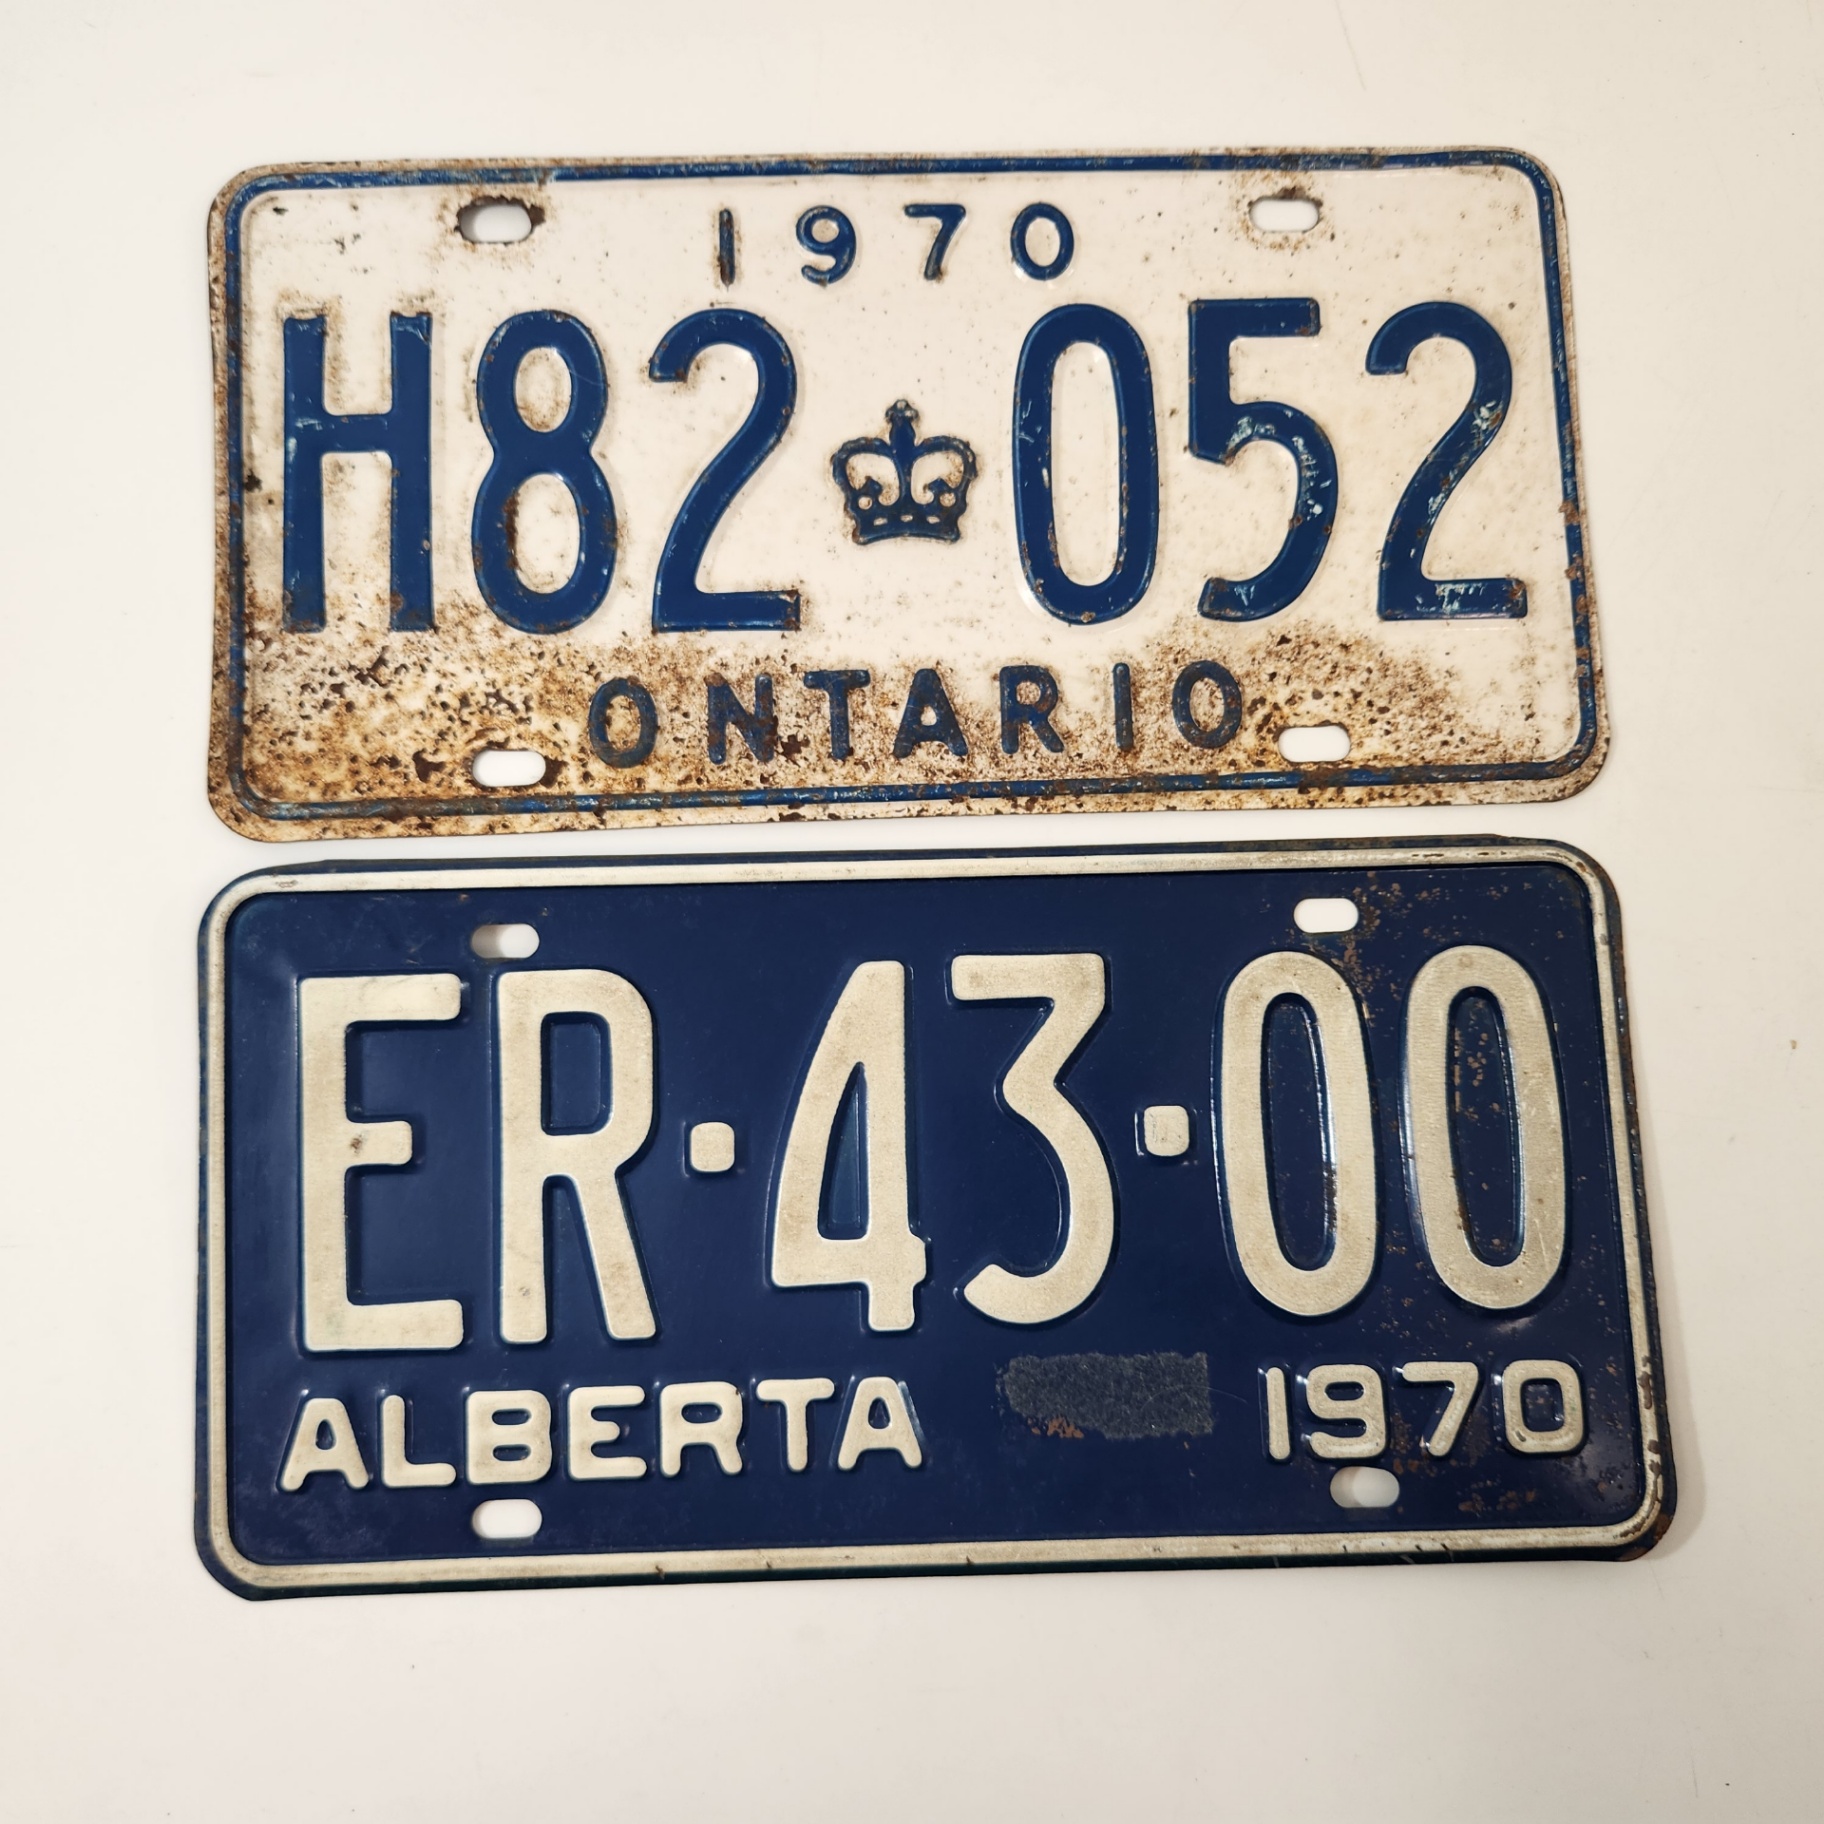 1970
H82 052
ONTARIO
ER·43·00
ALBERTA 1970